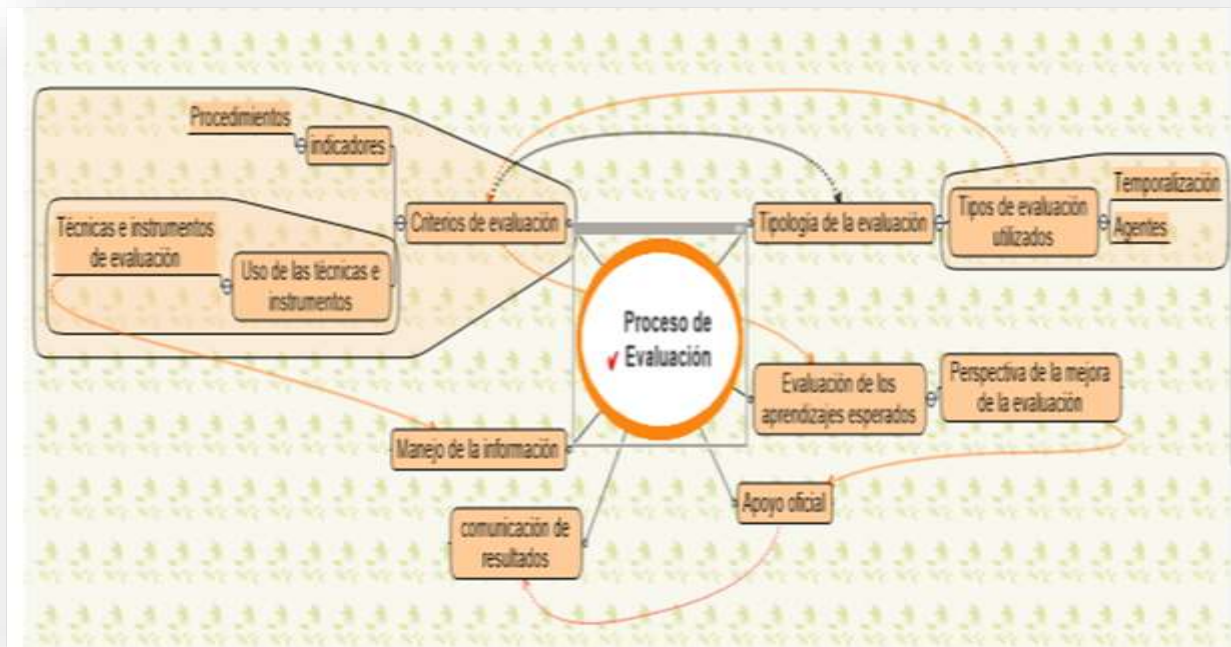 Procedimientos
indicadores
Técnicas e instrumentos
de evaluación
Uso de las técnicas e
instrumentos
Criterios de evaluación
Tipología de la evaluación
Tipos de evaluación
utilizados
Temporalización
Agentes
Proceso de
Evaluación
Evaluación de los
aprendizajes esperados
Perspectiva de la mejora
de la evaluación
Manejo de la información
Apoyo oficial
comunicación de
resultados